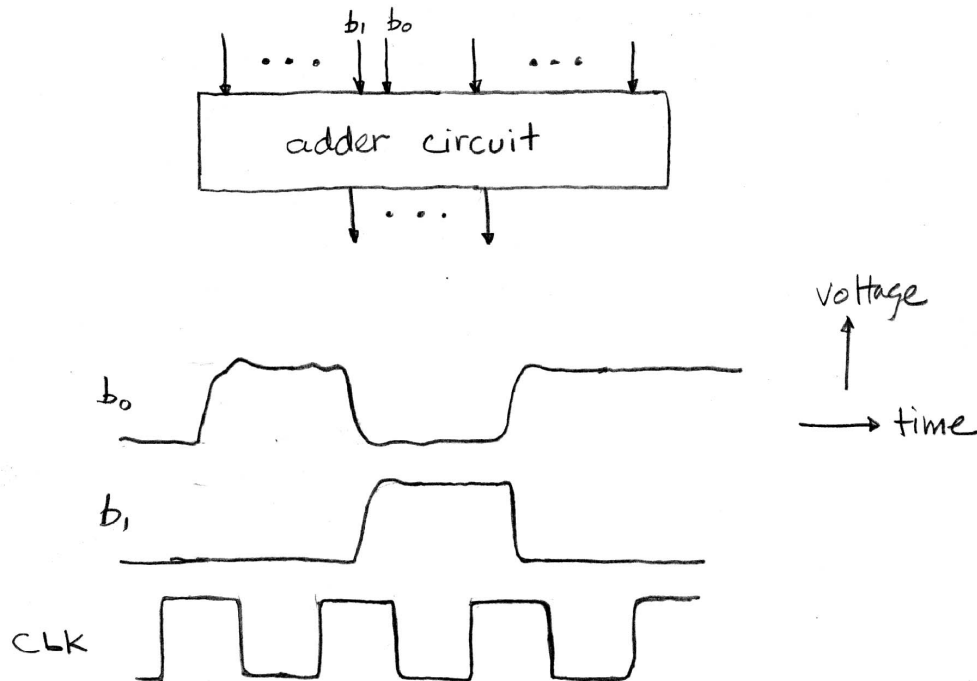 b₁ b₀
...
...
adder circuit
...
voltage
b₀
time
b₁
CLK